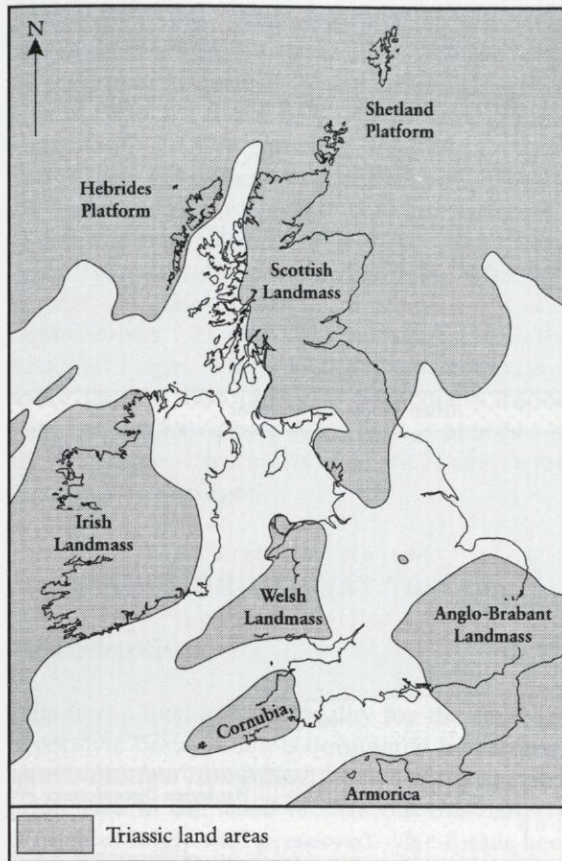 N
Shetland
Platform
Hebrides
Platform
Scottish
Landmass
Irish
Landmass
Welsh
Landmass
Anglo-Brabant
Landmass
Cornubia
Armorica
Triassic land areas